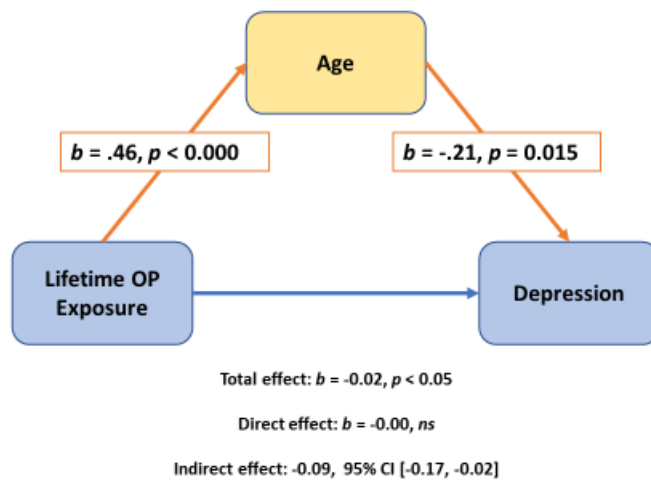 Age
b = .46, p < 0.000
b = -.21, p = 0.015
Lifetime OP
Exposure
Depression
Total effect: b = -0.02, p < 0.05
Direct effect: b = -0.00, ns
Indirect effect: -0.09, 95% CI [-0.17, -0.02]